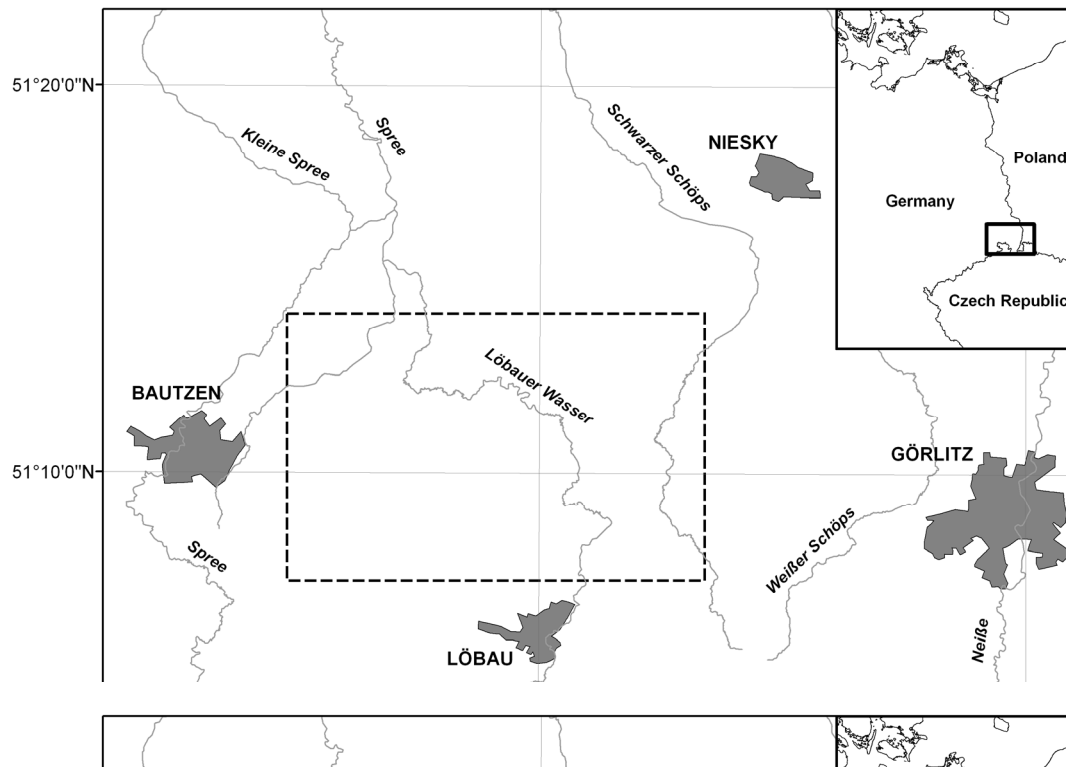 51°20'0"N
Kleine Spree
Spree
Schwarzer Schöps
NIESKY
Poland
Germany
Czech Republic
Löbauer Wasser
BAUTZEN
GÖRLITZ
51°10'0"N
Spree
Weißer Schöps
Neiße
LÖBAU